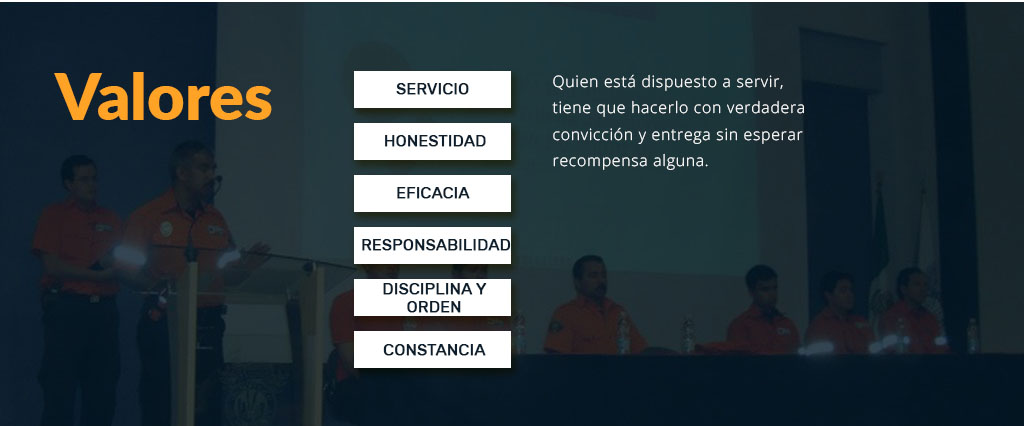 Valores
SERVICIO
HONESTIDAD
EFICACIA
RESPONSABILIDAD
DISCIPLINA Y
ORDEN
CONSTANCIA
Quien está dispuesto a servir,
tiene que hacerlo con verdadera
convicción y entrega sin esperar
recompensa alguna.